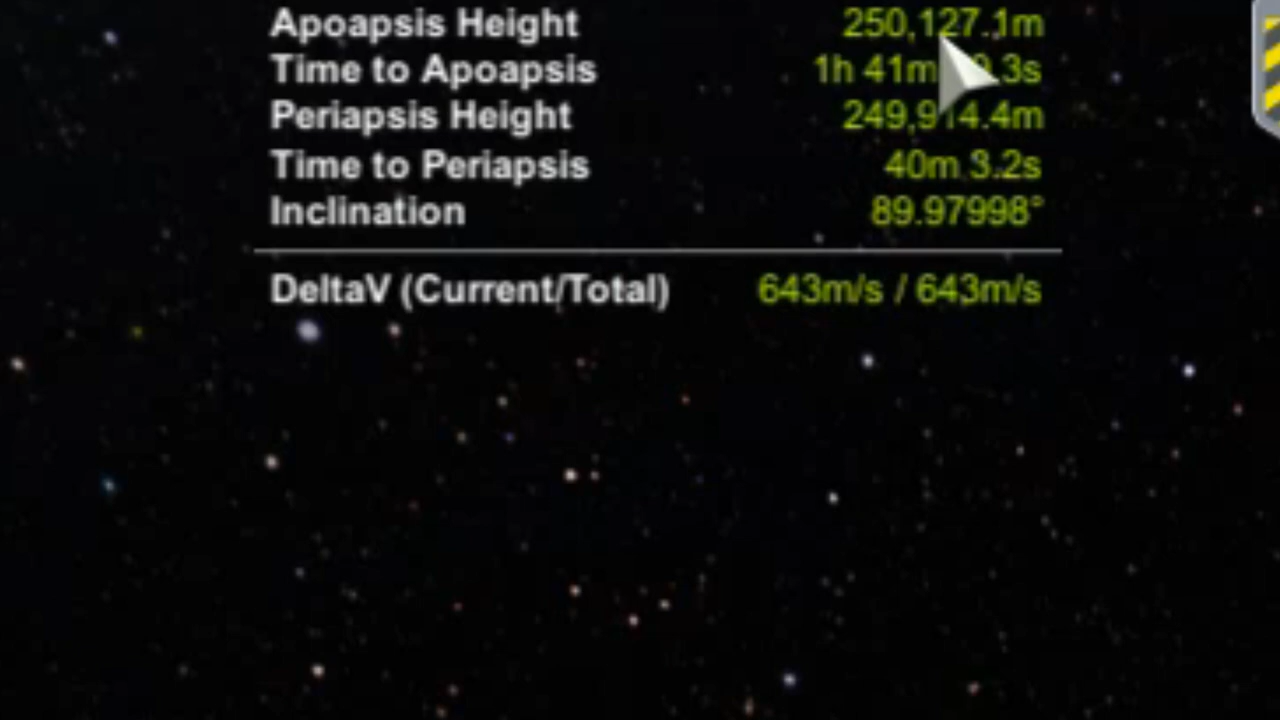 Apoapsis Height 250,127.1m
Time to Apoapsis 1h 41m .3s
Periapsis Height 249,914.4m
Time to Periapsis 40m 3.2s
Inclination 89.97998°
DeltaV (Current/Total) 643m/s / 643m/s